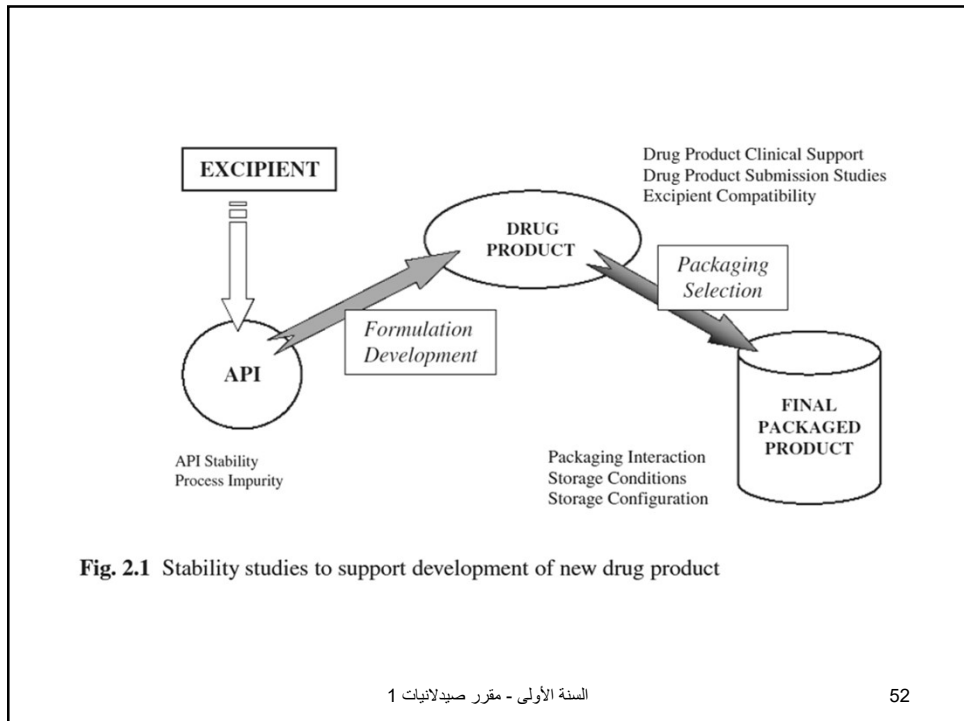 EXCIPIENT
Drug Product Clinical Support
Drug Product Submission Studies
Excipient Compatibility
DRUG
PRODUCT
Packaging
Selection
Formulation
Development
API
FINAL
PACKAGED
PRODUCT
API Stability
Process Impurity
Packaging Interaction
Storage Conditions
Storage Configuration
Fig. 2.1 Stability studies to support development of new drug product
السنة الأولى - مقرر صيدلانيات 1
52